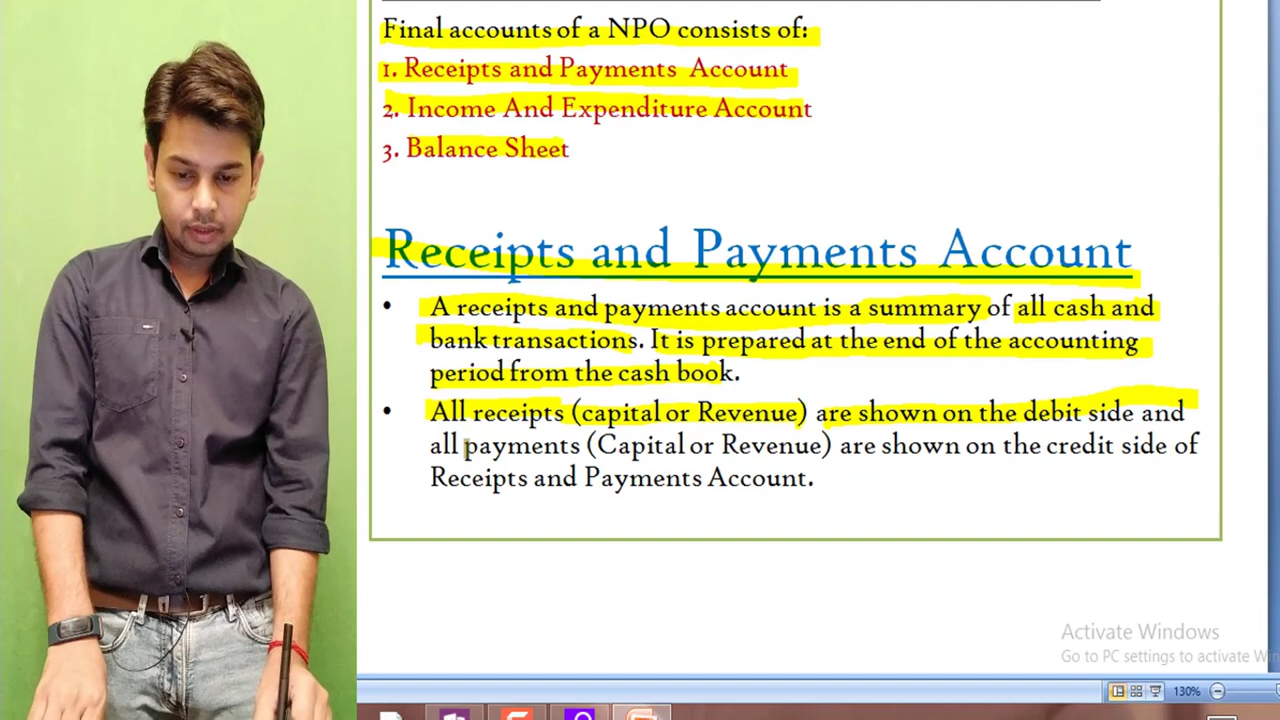 Final accounts of a NPO consists of:
1. Receipts and Payments Account
2. Income And Expenditure Account
3. Balance Sheet
Receipts and Payments Account
• A receipts and payments account is a summary of all cash and
bank transactions. It is prepared at the end of the accounting
period from the cash book.
• All receipts (capital or Revenue) are shown on the debit side and
all payments (Capital or Revenue) are shown on the credit side of
Receipts and Payments Account.
Activate Windows
Go to PC settings to activate Win
130%